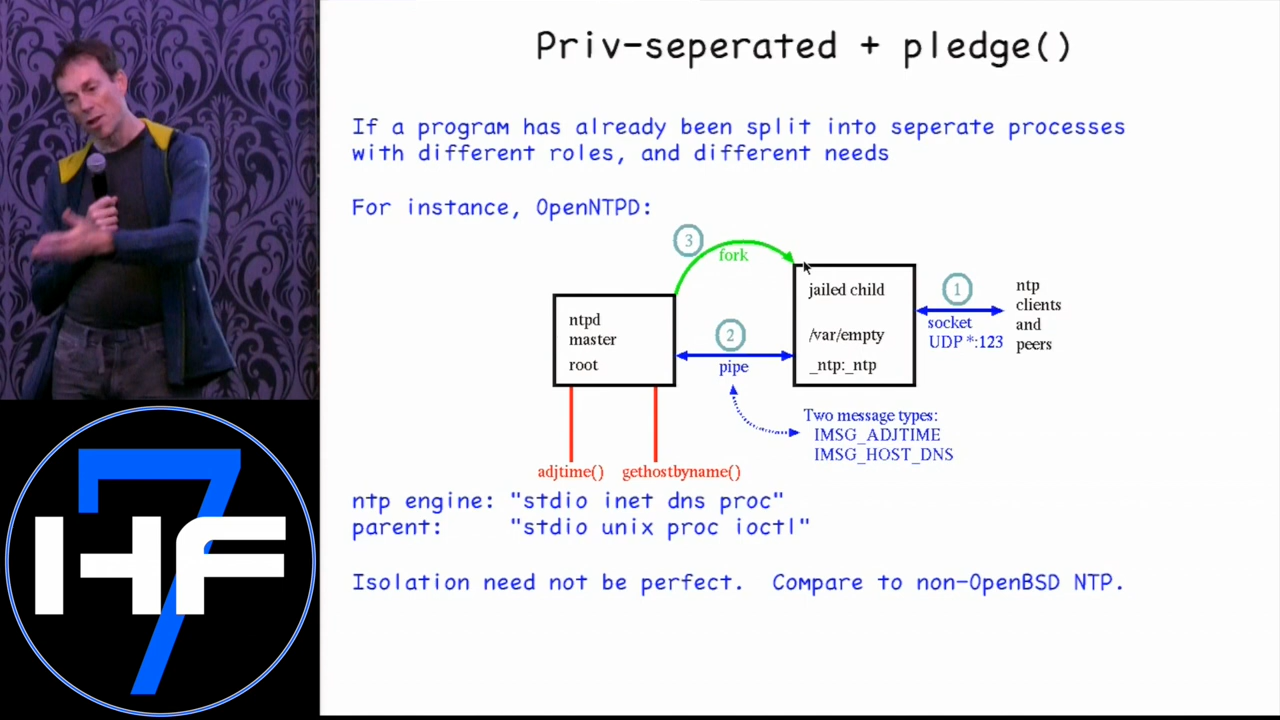 Priv-seperated + pledge()
If a program has already been split into seperate processes
with different roles, and different needs
For instance, OpenNTPD:
3
fork
jailed child
/var/empty
_ntp:_ntp
1
socket
UDP *:123
ntp
clients
and
peers
ntpd
master
root
2
pipe
Two message types:
IMSG_ADJTIME
IMSG_HOST_DNS
adjtime()
gethostbyname()
ntp engine: "stdio inet dns proc"
parent: "stdio unix proc ioctl"
Isolation need not be perfect. Compare to non-OpenBSD NTP.
7
HF